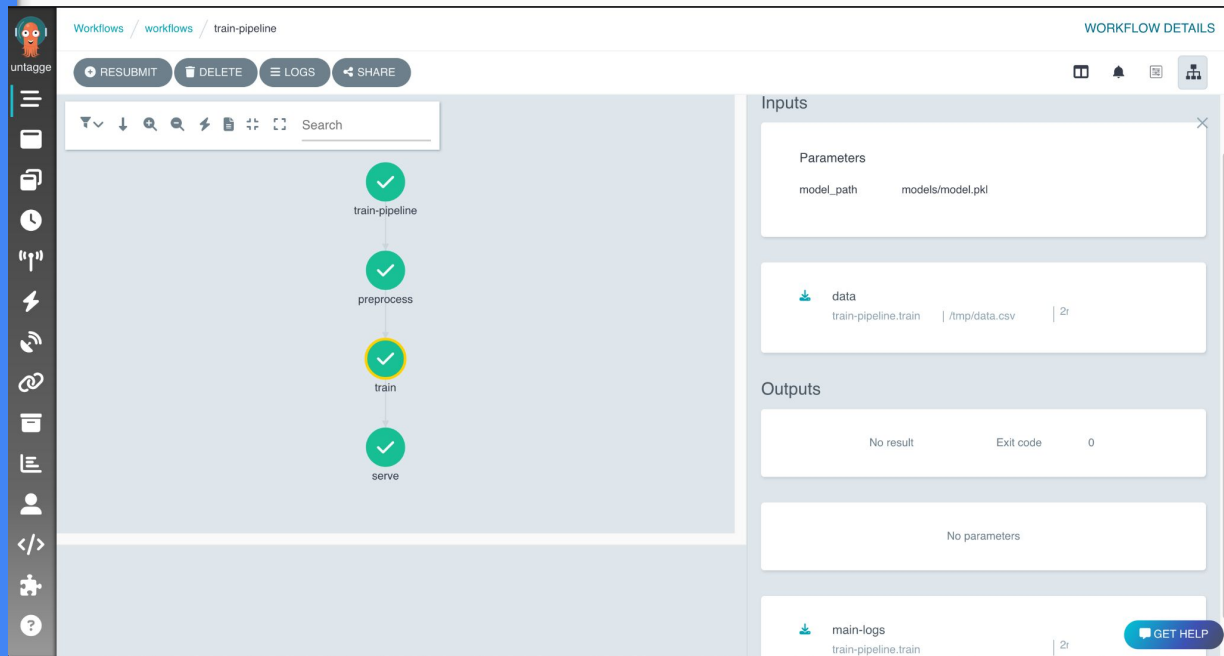 untagge
Workflows / workflows / train-pipeline
WORKFLOW DETAILS
RESUBMIT
DELETE
LOGS
SHARE
Search
train-pipeline
preprocess
train
serve
Inputs
Parameters
model_path models/model.pkl
data
train-pipeline.train | /tmp/data.csv | 2r
Outputs
No result Exit code 0
No parameters
main-logs
train-pipeline.train | 2r
GET HELP